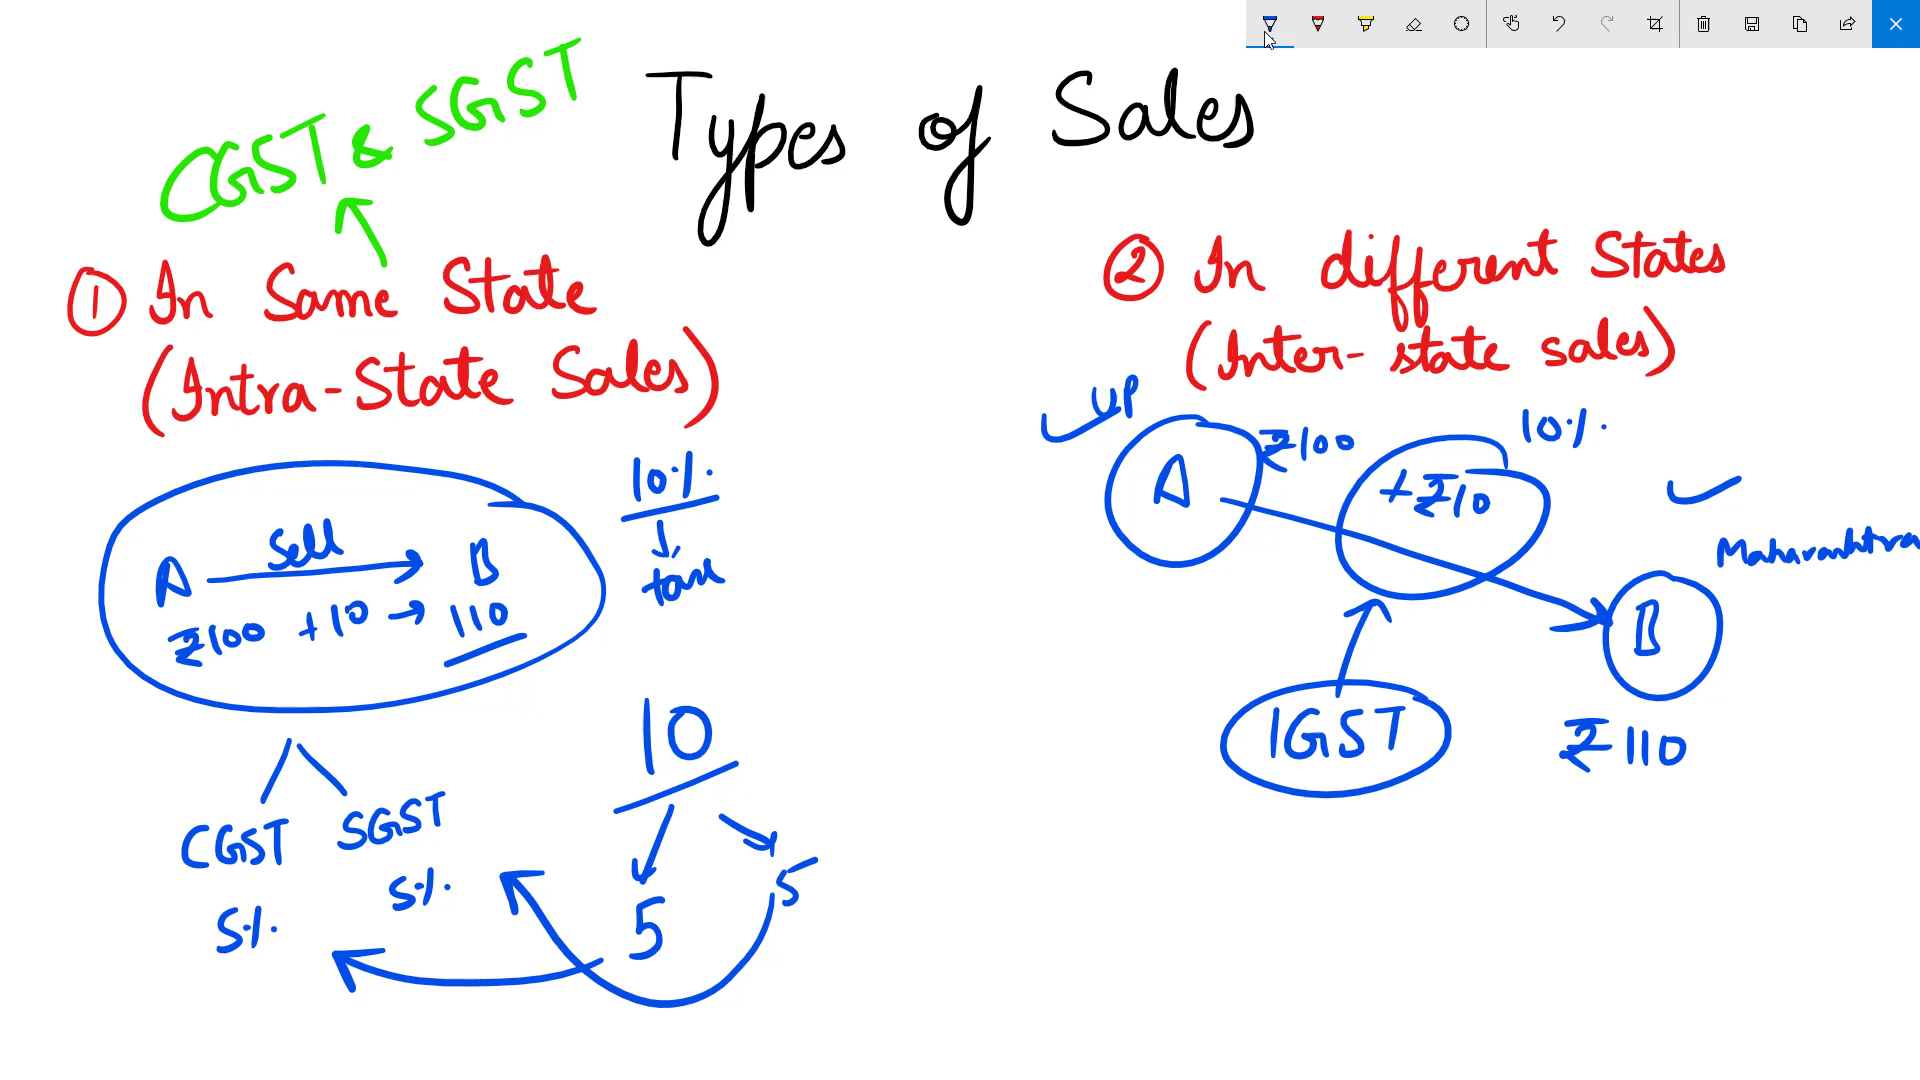 Types of Sales
CGST & SGST
① In Same State
(Intra-State Sales)
10%
tax
A Sell B
₹100 +10 → 110
CGST SGST
5% 5%
10
5 5
② In different States
(Inter-state sales)
UP
A ₹100 +₹10 10%
Maharashtra
B
IGST
₹110